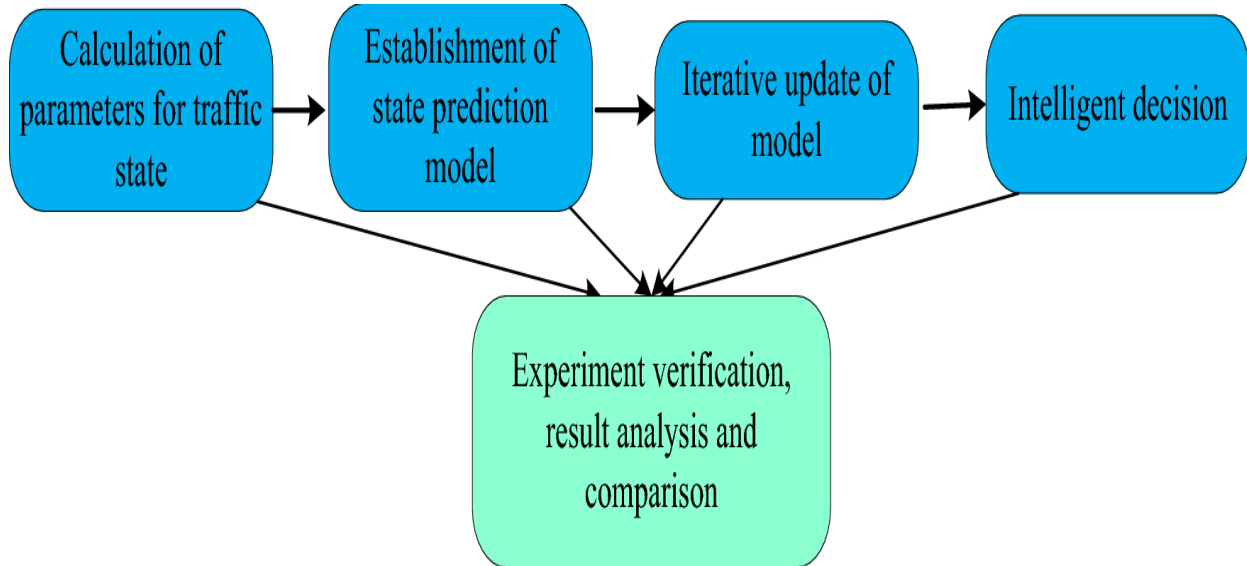 Calculation of
parameters for traffic
state
Establishment of
state prediction
model
Iterative update of
model
Intelligent decision
Experiment verification,
result analysis and
comparison